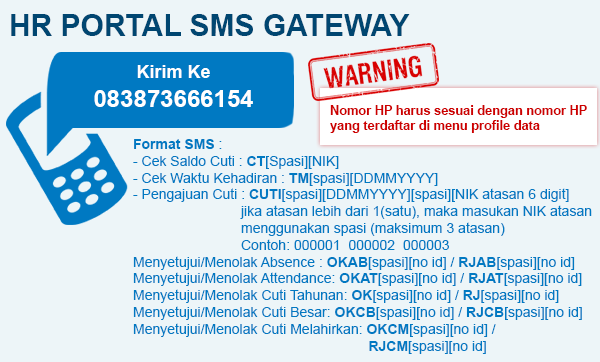 HR PORTAL SMS GATEWAY
Kirim Ke
083873666154
WARNING
Nomor HP harus sesuai dengan nomor HP
yang terdaftar di menu profile data
Format SMS :
- Cek Saldo Cuti : CT[Spasi][NIK]
- Cek Waktu Kehadiran : TM[spasi][DDMMYYYY]
- Pengajuan Cuti : CUTI[spasi][DDMMYYYY][spasi][NIK atasan 6 digit]
jika atasan lebih dari 1(satu), maka masukan NIK atasan
menggunakan spasi (maksimum 3 atasan)
Contoh: 000001 000002 000003
Menyetujui/Menolak Absence : OKAB[spasi][no id] / RJAB[spasi][no id]
Menyetujui/Menolak Attendance: OKAT[spasi][no id] / RJAT[spasi][no id]
Menyetujui/Menolak Cuti Tahunan: OK[spasi][no id] / RJ[spasi][no id]
Menyetujui/Menolak Cuti Besar: OKCB[spasi][no id] / RJCB[spasi][no id]
Menyetujui/Menolak Cuti Melahirkan: OKCM[spasi][no id] /
RJCM[spasi][no id]